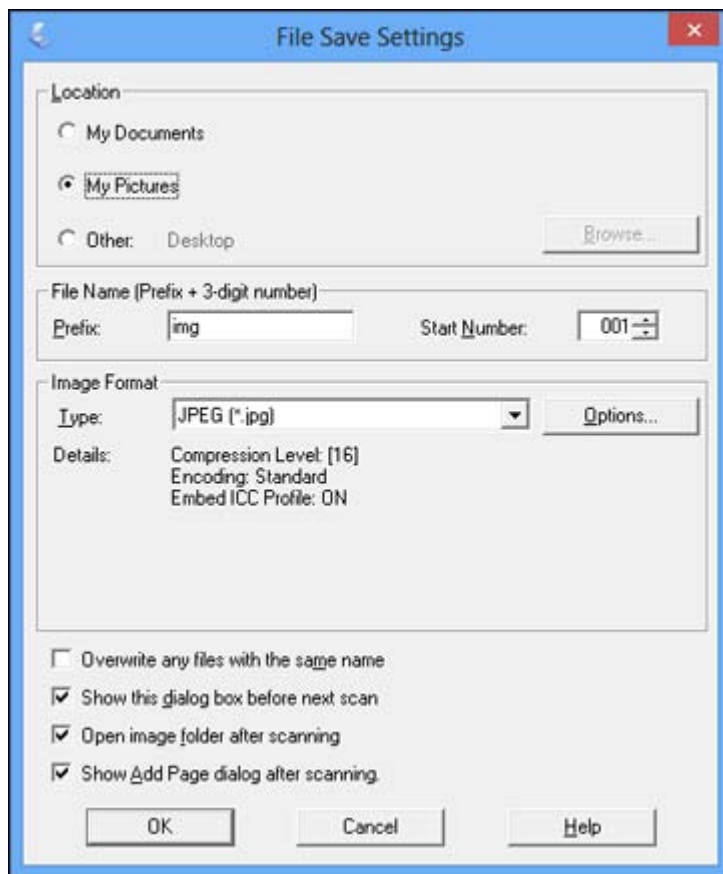 File Save Settings
Location
My Documents
My Pictures
Other: Desktop Browse...
File Name (Prefix + 3-digit number)
Prefix: img Start Number: 001
Image Format
Type: JPEG (*.jpg) Options...
Details: Compression Level: [16]
Encoding: Standard
Embed ICC Profile: ON
Overwrite any files with the same name
Show this dialog box before next scan
Open image folder after scanning
Show Add Page dialog after scanning.
OK Cancel Help